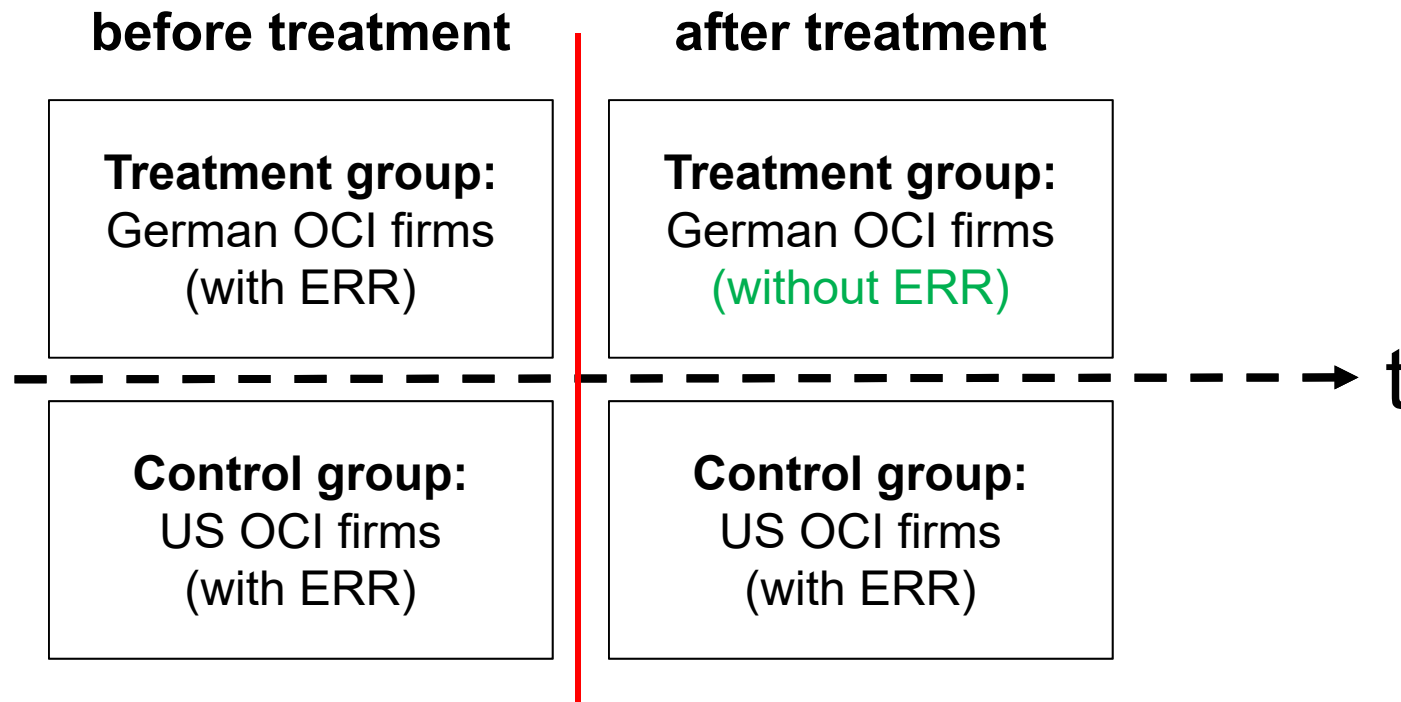 before treatment
after treatment
Treatment group:
German OCI firms
(with ERR)
Treatment group:
German OCI firms
(without ERR)
t
Control group:
US OCI firms
(with ERR)
Control group:
US OCI firms
(with ERR)